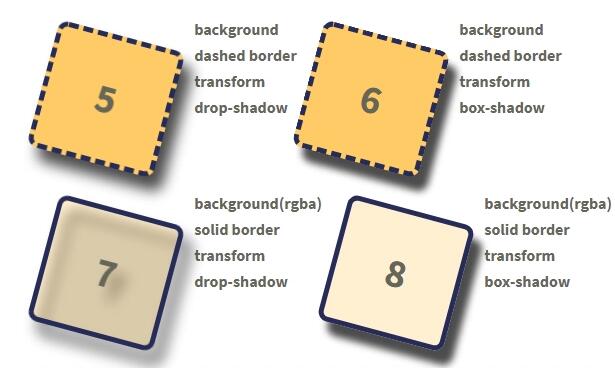 5
background
dashed border
transform
drop-shadow
6
background
dashed border
transform
box-shadow
7
background(rgba)
solid border
transform
drop-shadow
8
background(rgba)
solid border
transform
box-shadow